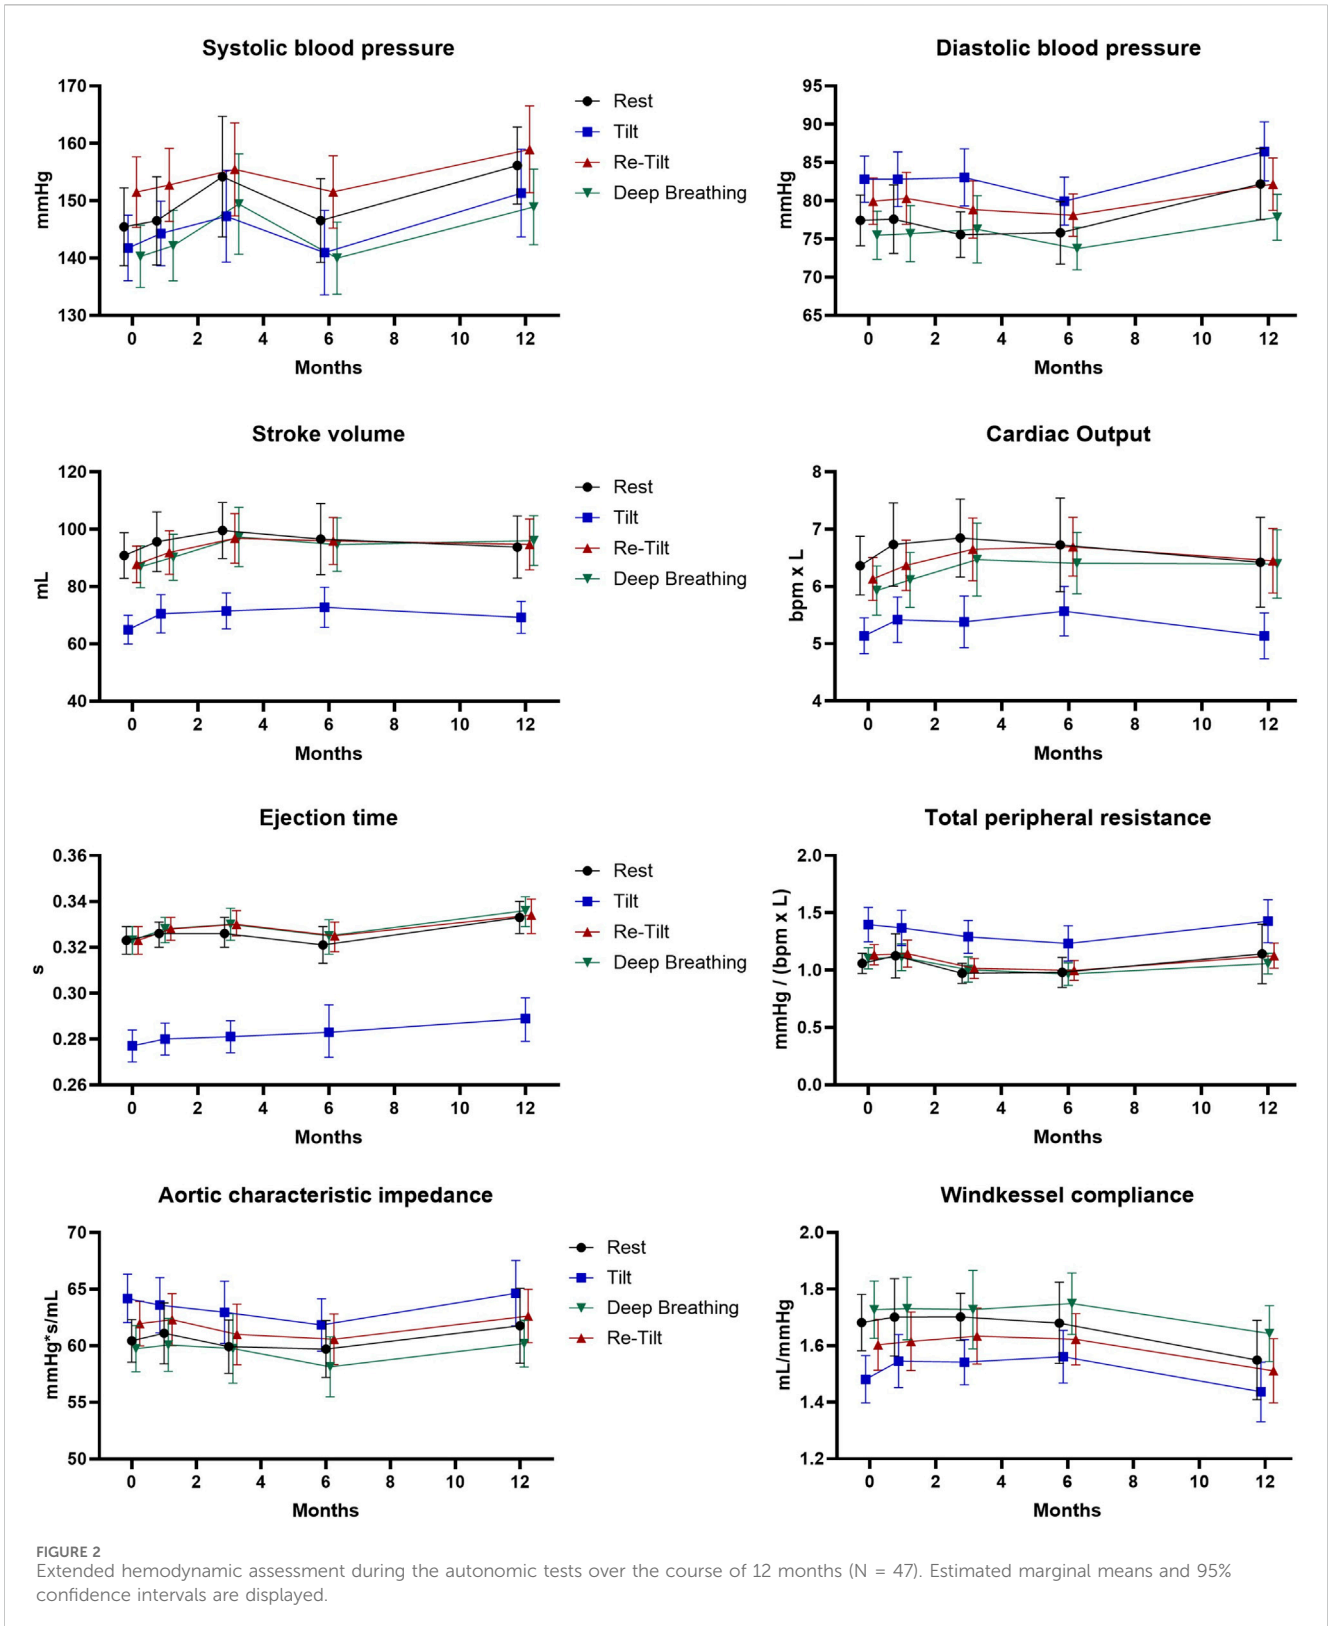 Systolic blood pressure
170
160
150
140
130
mmHg
0 2 4 6 8 10 12
Months
Rest
Tilt
Re-Tilt
Deep Breathing
Diastolic blood pressure
95
90
85
80
75
70
65
mmHg
0 2 4 6 8 10 12
Months
Stroke volume
120
100
80
60
40
mL
0 2 4 6 8 10 12
Months
Rest
Tilt
Re-Tilt
Deep Breathing
Cardiac Output
8
7
6
5
4
bpm x L
0 2 4 6 8 10 12
Months
Ejection time
0.36
0.34
0.32
0.30
0.28
0.26
s
0 2 4 6 8 10 12
Months
Rest
Tilt
Re-Tilt
Deep Breathing
Total peripheral resistance
2.0
1.5
1.0
0.5
0.0
mmHg / (bpm x L)
0 2 4 6 8 10 12
Months
Aortic characteristic impedance
70
65
60
55
50
mmHg*s/mL
0 2 4 6 8 10 12
Months
Rest
Tilt
Deep Breathing
Re-Tilt
Windkessel compliance
2.0
1.8
1.6
1.4
1.2
mL/mmHg
0 2 4 6 8 10 12
Months
FIGURE 2
Extended hemodynamic assessment during the autonomic tests over the course of 12 months (N = 47). Estimated marginal means and 95%
confidence intervals are displayed.